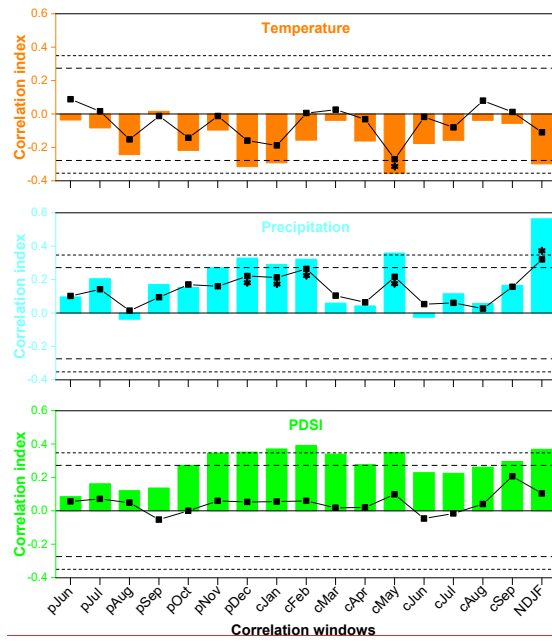 Temperature
Correlation index
0.6
0.4
0.2
0.0
-0.2
-0.4
Precipitation
Correlation index
0.6
0.4
0.2
0.0
-0.2
-0.4
PDSI
Correlation index
0.6
0.4
0.2
0.0
-0.2
-0.4
pJun pJul pAug pSep pOct pNov pDec cJan cFeb cMar cApr cMay cJun cJul cAug cSep NDJF
Correlation windows